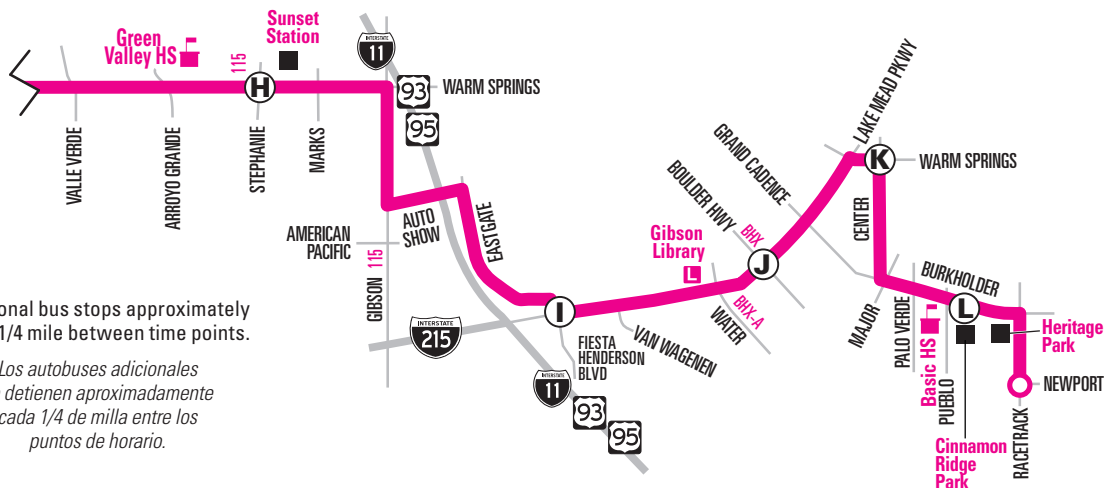 Green
Valley HS
115
Sunset
Station
INTERSTATE
11
93
95
WARM SPRINGS
H
VALLE VERDE
ARROYO GRANDE
STEPHANIE
MARKS
AMERICAN
PACIFIC
GIBSON
115
AUTO
SHOW
EASTGATE
INTERSTATE
215
I
FIESTA
HENDERSON
BLVD
INTERSTATE
11
93
95
VAN WAGENEN
Gibson
Library
L
WATER
BHX-A
BOULDER HWY
BHX
J
GRAND CADENCE
LAKE MEAD PKWY
K
WARM SPRINGS
CENTER
MAJOR
BURKHOLDER
PALO VERDE
Basic HS
PUEBLO
L
Heritage
Park
NEWPORT
RACETRACK
Cinnamon
Ridge
Park
onal bus stops approximately
1/4 mile between time points.
Los autobuses adicionales
detienen aproximadamente
cada 1/4 de milla entre los
puntos de horario.